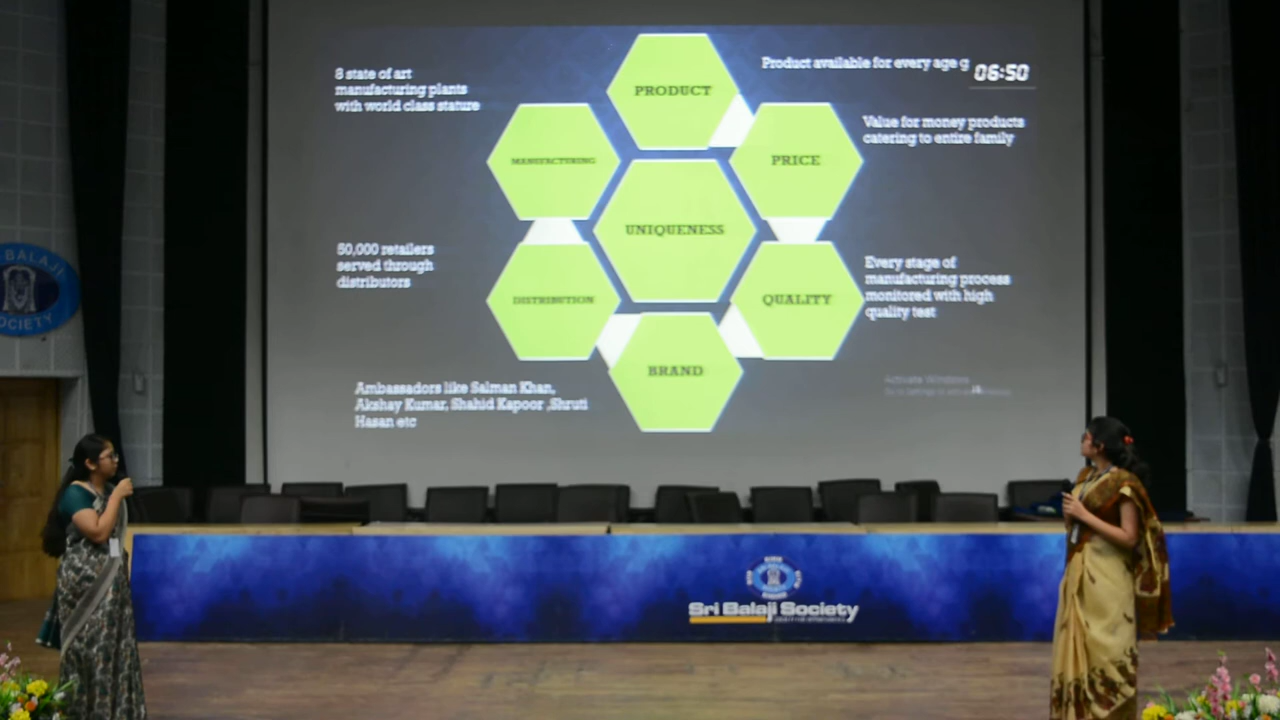 8 state of art
manufacturing plants
with world class stature
PRODUCT
Product available for every age g
06:50
MANUFACTURING
PRICE
Value for money products
catering to entire family
UNIQUENESS
50,000 retailers
served through
distributors
DISTRIBUTION
QUALITY
Every stage of
manufacturing process
monitored with high
quality test
BRAND
Ambassadors like Salman Khan,
Akshay Kumar, Shahid Kapoor ,Shruti
Hasan etc
Activate Windows
BALAJI
SOCIETY
Sri Balaji Society